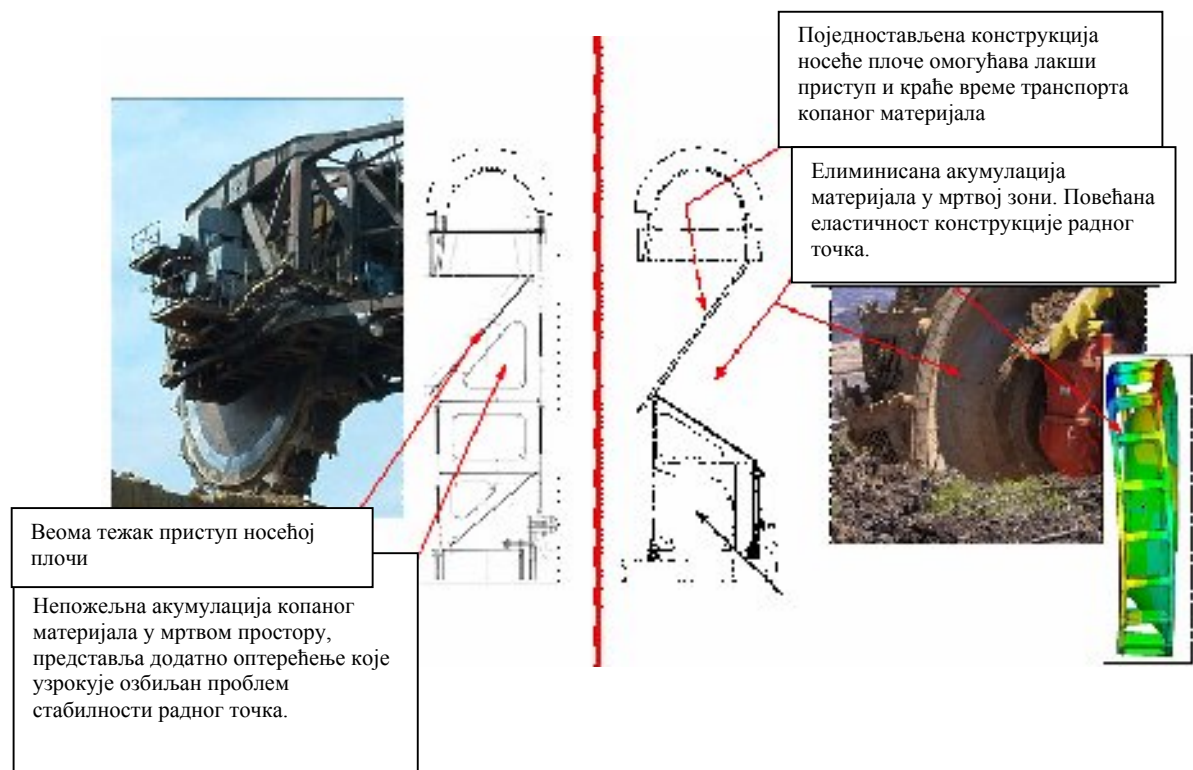 Поједностављена конструкција
носеће плоче омогућава лакши
приступ и краће време транспорта
копаног материјала
Елиминисана акумулација
материјала у мртвој зони. Повећана
еластичност конструкције радног
точка.
Веома тежак приступ носећој
плочи
Непожељна акумулација копаног
материјала у мртвом простору,
представља додатно оптерећење које
узрокује озбиљан проблем
стабилности радног точка.